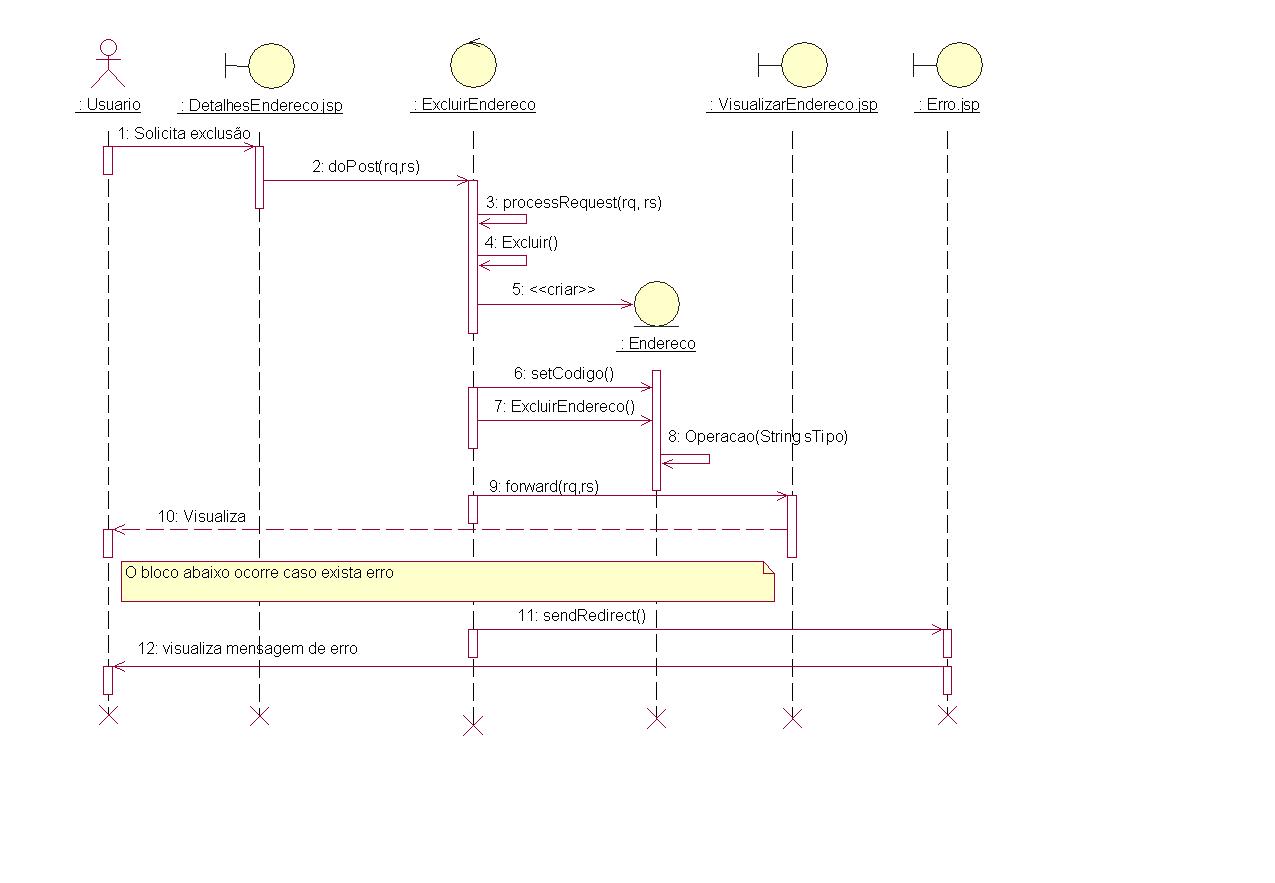 : Usuario
: DetalhesEndereco.jsp
: ExcluirEndereco
: VisualizarEndereco.jsp
: Erro.jsp
1: Solicita exclusão
2: doPost(rq,rs)
3: processRequest(rq, rs)
4: Excluir()
5: <<criar>>
: Endereco
6: setCodigo()
7: ExcluirEndereco()
8: Operacao(String sTipo)
9: forward(rq,rs)
10: Visualiza
O bloco abaixo ocorre caso exista erro
11: sendRedirect()
12: visualiza mensagem de erro